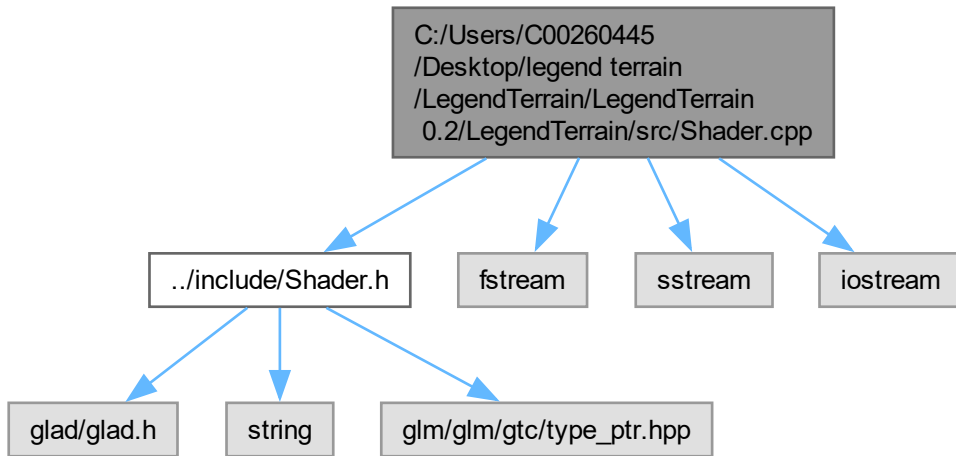 C:/Users/C00260445
/Desktop/legend terrain
/LegendTerrain/LegendTerrain
0.2/LegendTerrain/src/Shader.cpp
../include/Shader.h
fstream
sstream
iostream
glad/glad.h
string
glm/glm/gtc/type_ptr.hpp